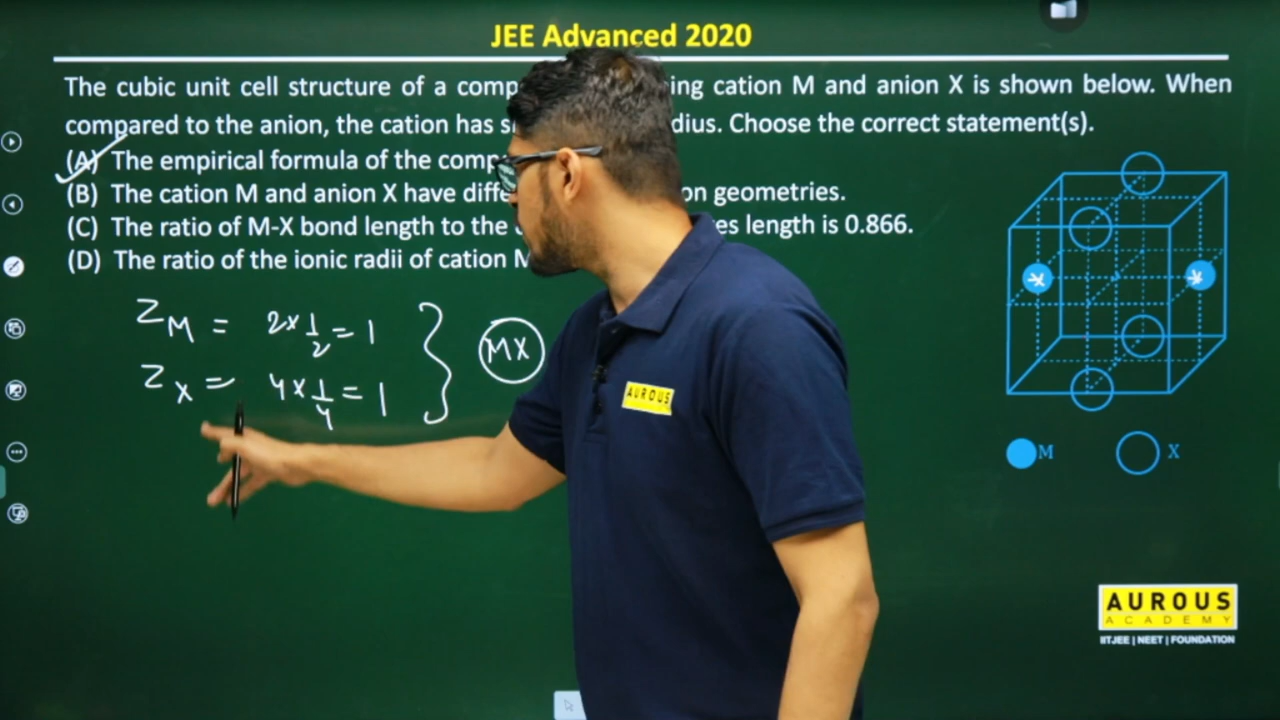 JEE Advanced 2020
The cubic unit cell structure of a comp ing cation M and anion X is shown below. When
compared to the anion, the cation has s dius. Choose the correct statement(s).
(A) The empirical formula of the comp
(B) The cation M and anion X have diffe on geometries.
(C) The ratio of M-X bond length to the es length is 0.866.
(D) The ratio of the ionic radii of cation M
Z_M = 2×1/2 = 1
Z_X = 4×1/4 = 1
MX
M X
AUROUS
AUROUS
ACADEMY
IITJEE | NEET | FOUNDATION